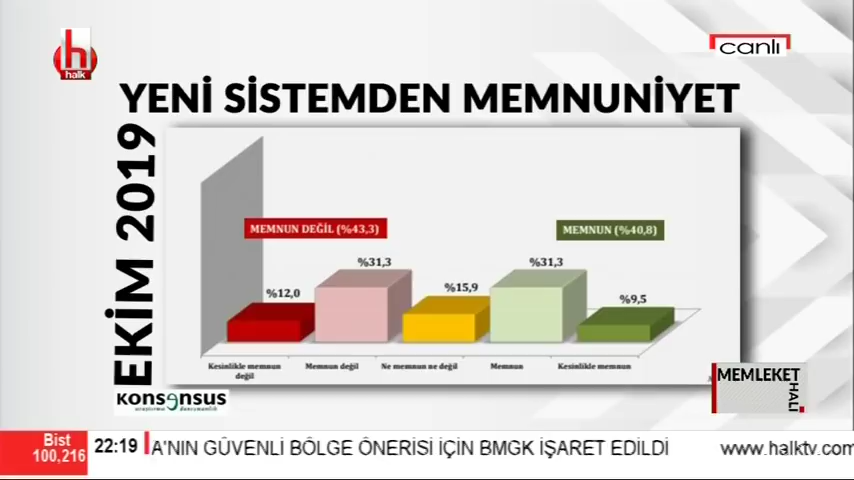 h
halk
canlı
YENİ SİSTEMDEN MEMNUNİYET
EKİM 2019
MEMNUN DEĞİL (%43,3)
MEMNUN (%40,8)
%12,0
%31,3
%15,9
%31,3
%9,5
Kesinlikle memnun değil
Memnun değil
Ne memnun ne değil
Memnun
Kesinlikle memnun
konsensus
araştırma danışmanlığı
MEMLEKET
HALİ
Bist
100,216
22:19
A'NIN GÜVENLİ BÖLGE ÖNERİSİ İÇİN BMGK İŞARET EDİLDİ
www.halktv.com